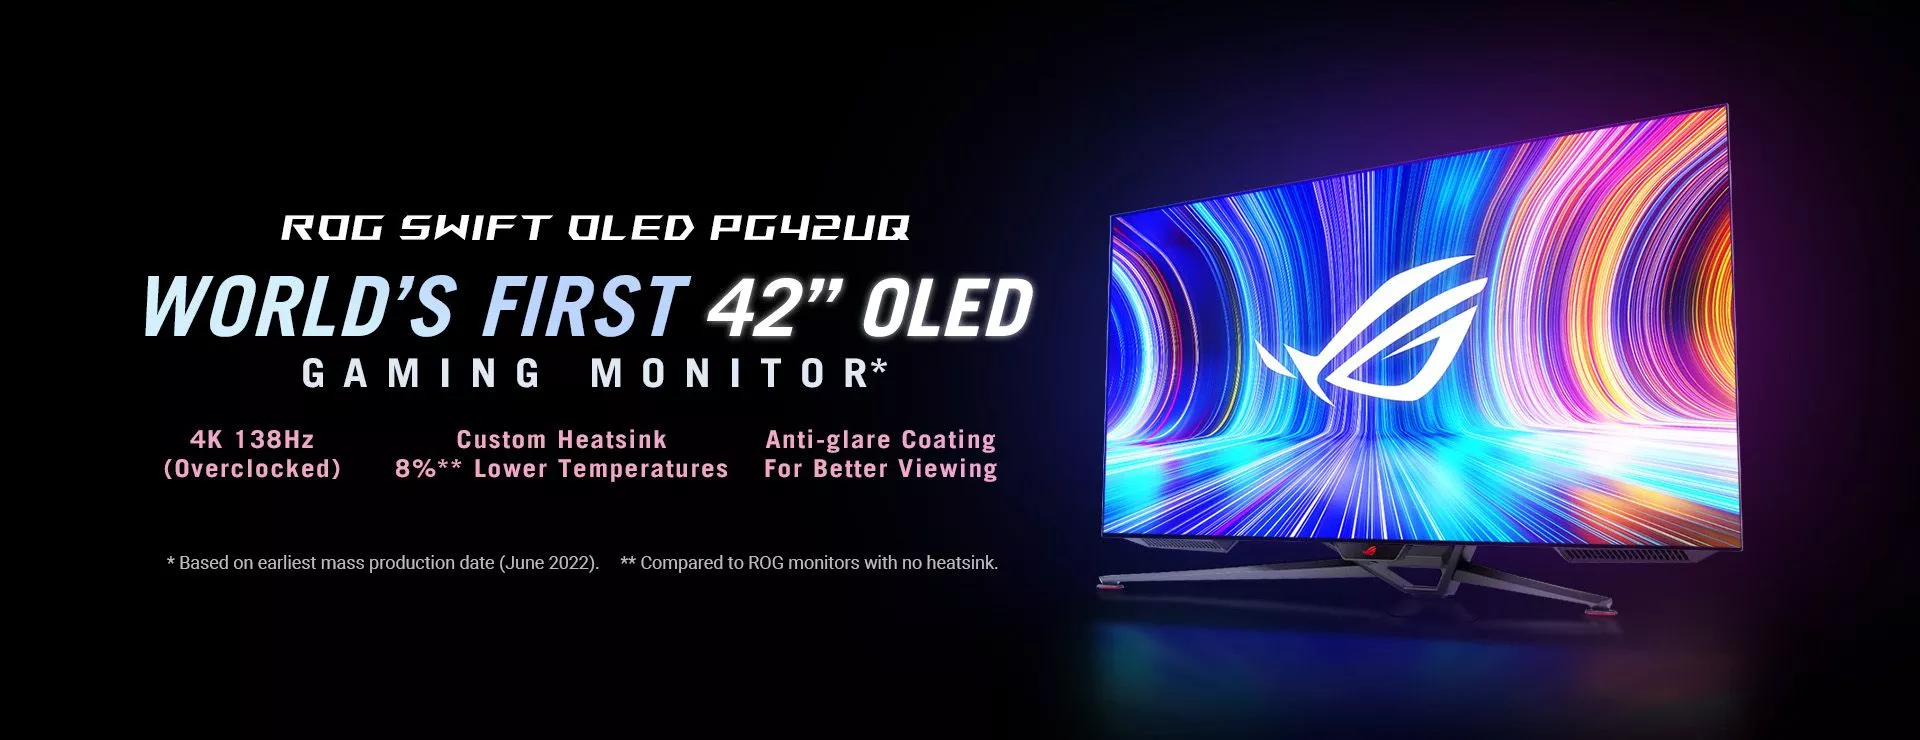 ROG SWIFT OLED PG42UQ
WORLD'S FIRST 42” OLED
GAMING MONITOR*
4K 138Hz
(Overclocked)
Custom Heatsink
8%** Lower Temperatures
Anti-glare Coating
For Better Viewing
* Based on earliest mass production date (June 2022). ** Compared to ROG monitors with no heatsink.